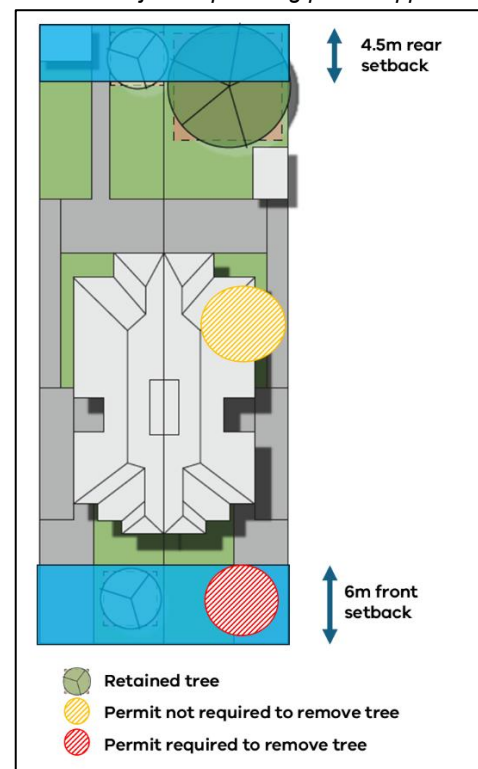 4.5m rear
setback
6m front
setback
Retained tree
Permit not required to remove tree
Permit required to remove tree